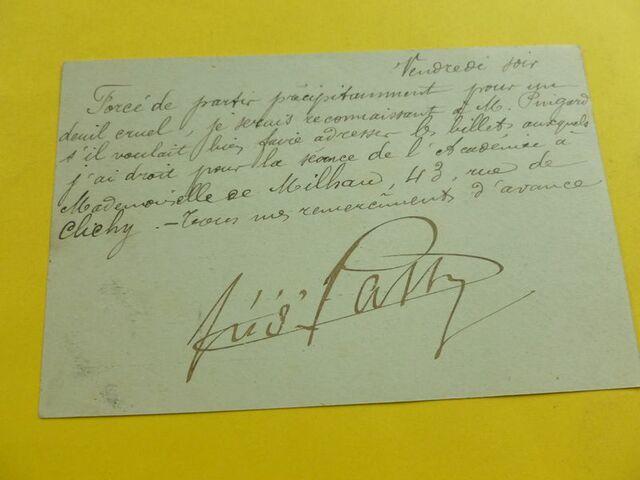 Vendredi soir
Forcé de partir précipitamment pour un
deuil cruel, je serais reconnaissant à M. Pingard
s'il voulait bien faire adresser les billets auxquels
j'ai droit pour la séance de l'Académie à
Mademoiselle de Milhau, 43, rue de
Clichy. — Tous mes remerciments d'avance